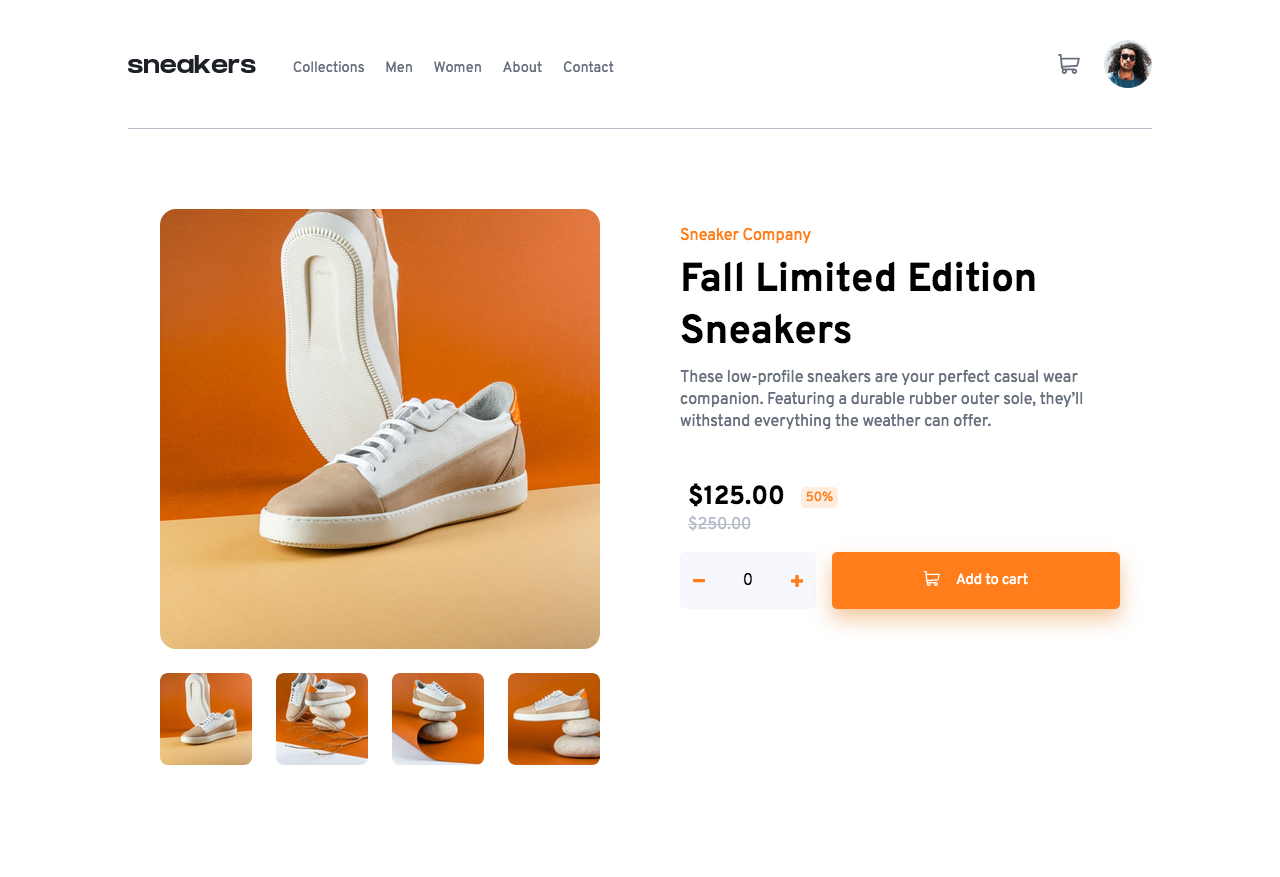 sneakers
Collections Men Women About Contact
Sneaker Company
Fall Limited Edition
Sneakers
These low-profile sneakers are your perfect casual wear
companion. Featuring a durable rubber outer sole, they’ll
withstand everything the weather can offer.
$125.00 50%
$250.00
0
Add to cart